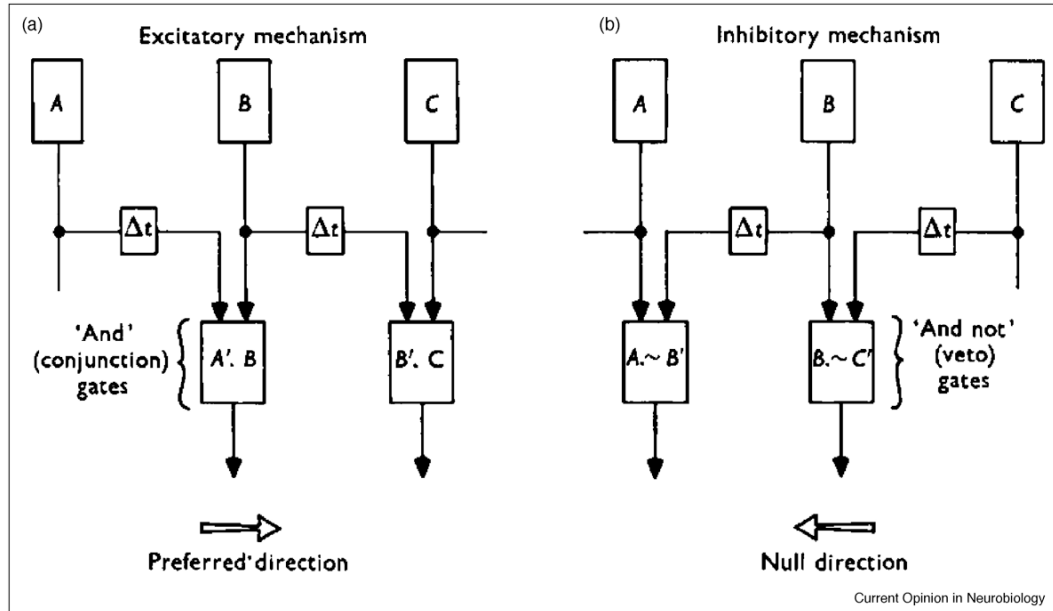 (a)
Excitatory mechanism
A
B
C
Δt
Δt
'And'
(conjunction)
gates
A'. B
B'. C
Preferred'direction
(b)
Inhibitory mechanism
A
B
C
Δt
Δt
A.~ B'
B.~ C'
'And not'
(veto)
gates
Null direction
Current Opinion in Neurobiology